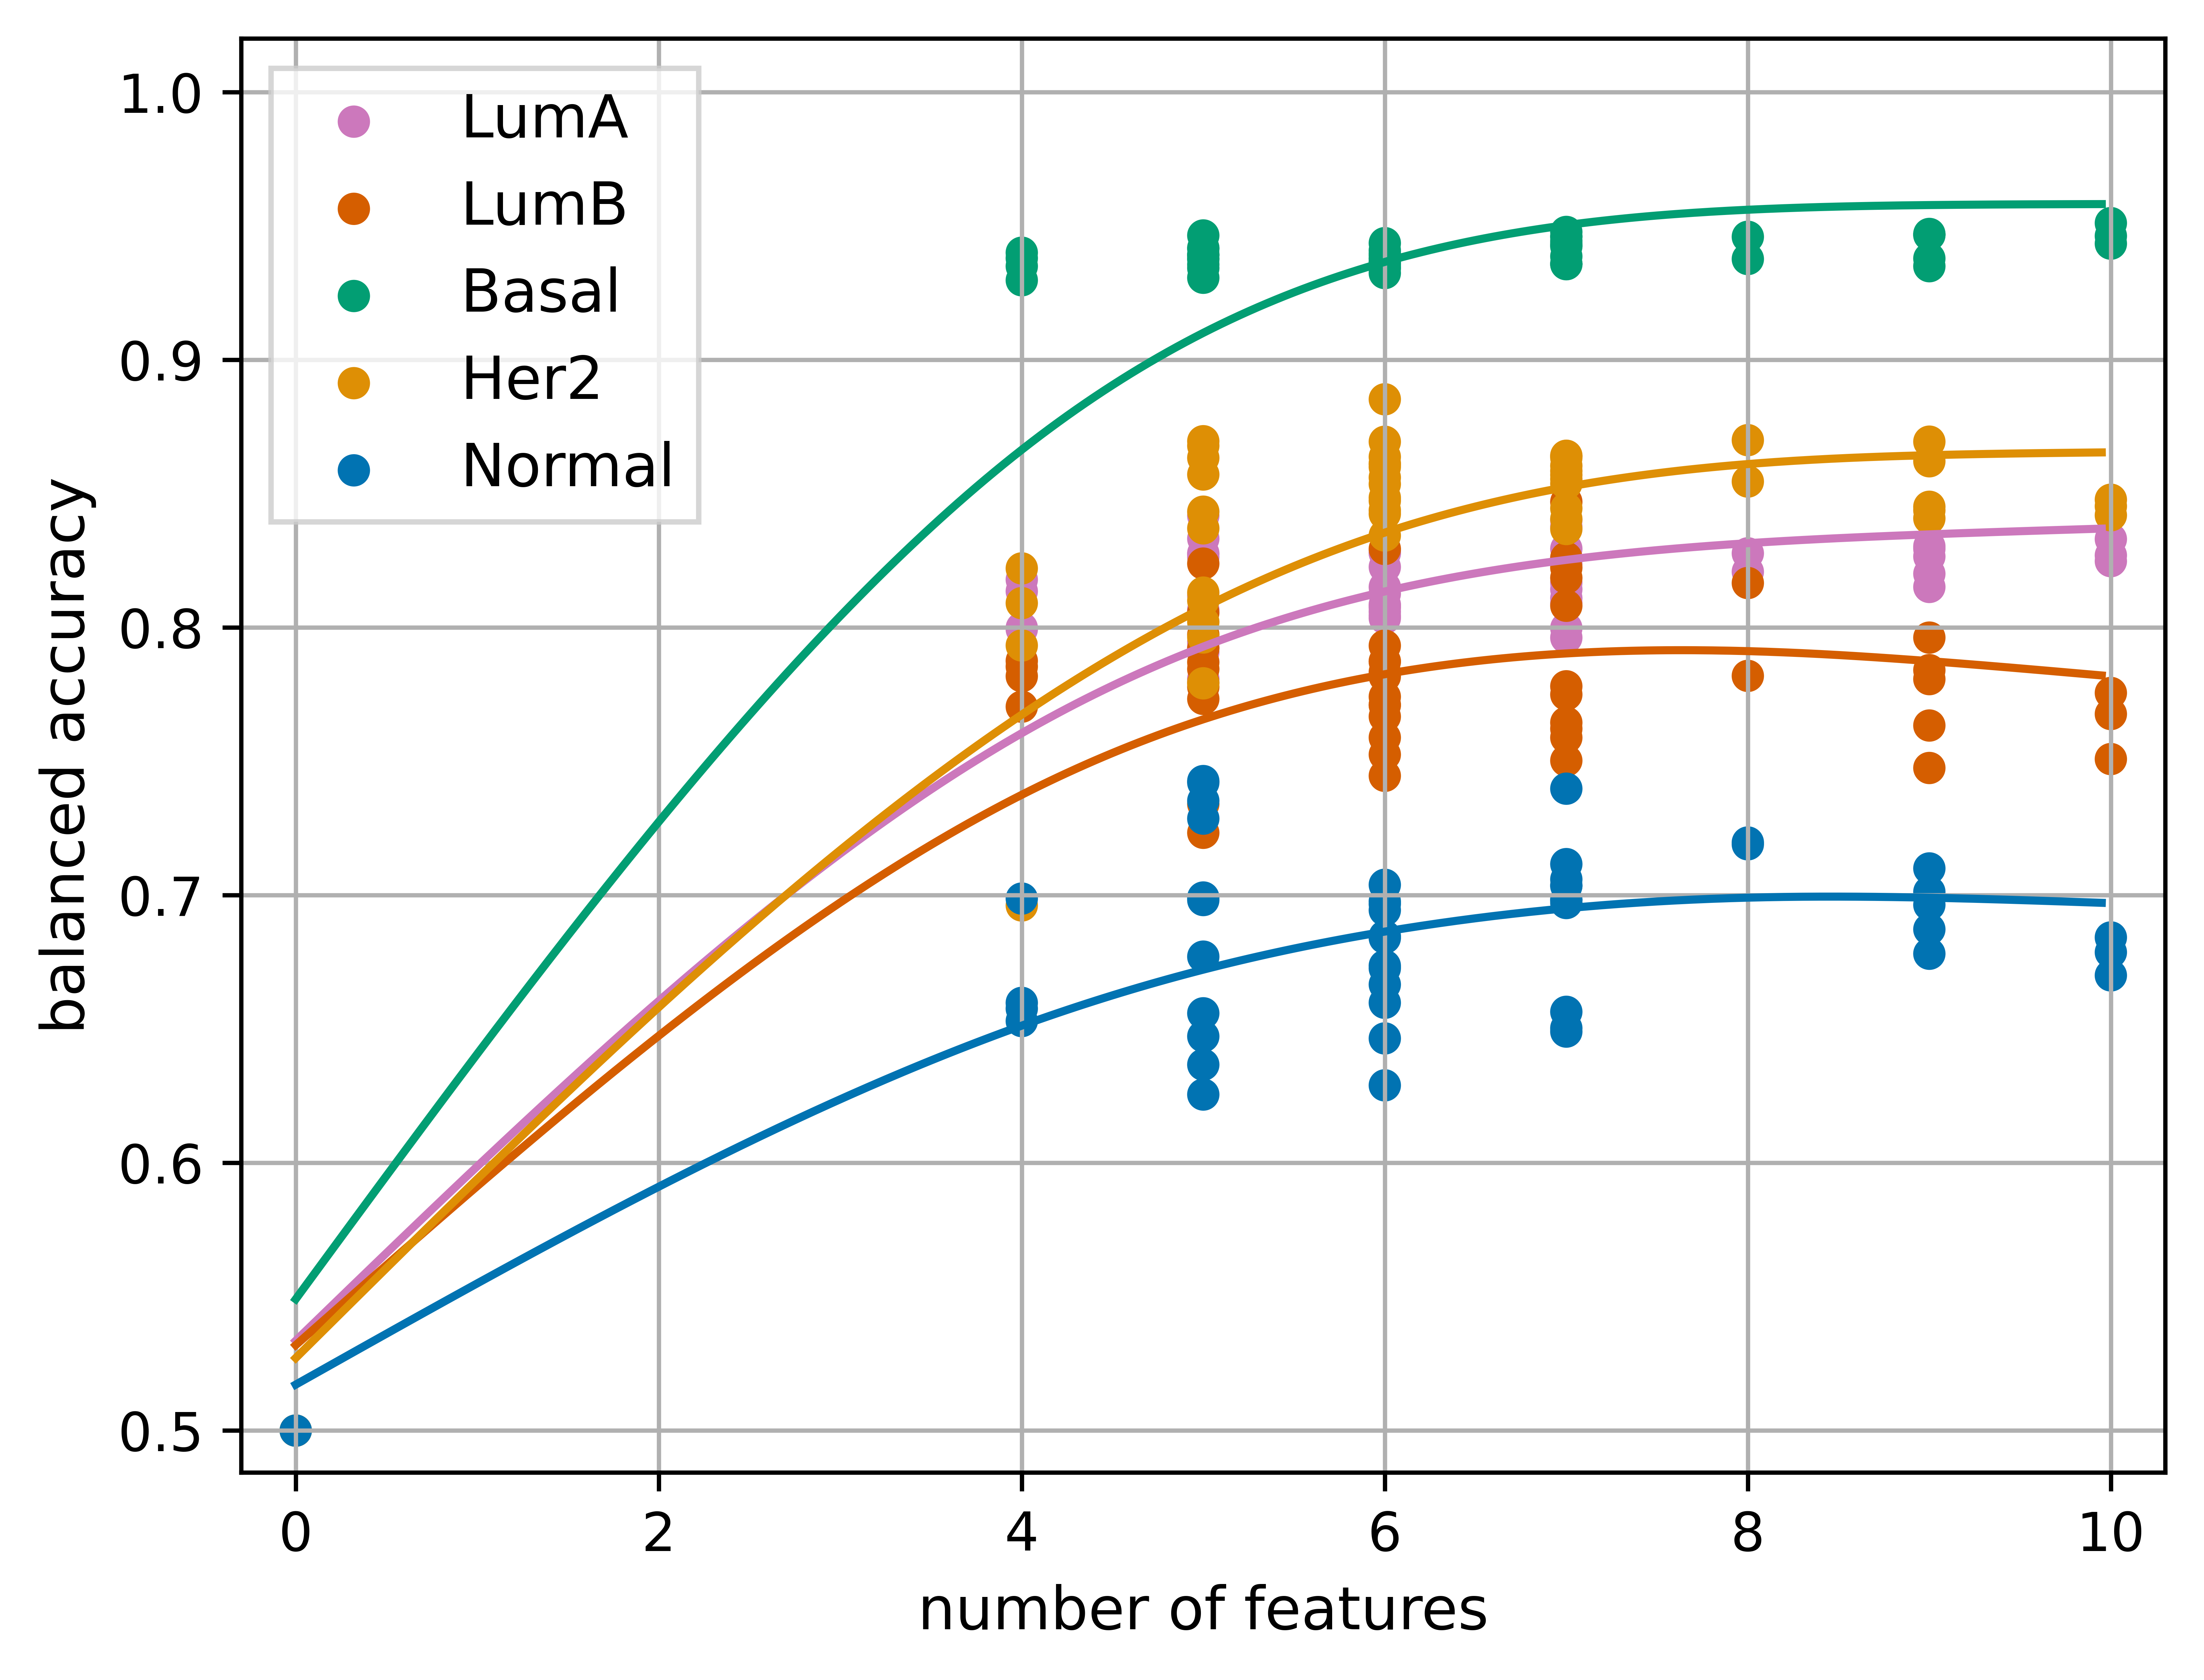 1.0
0.9
0.8
0.7
0.6
0.5
balanced accuracy
LumA
LumB
Basal
Her2
Normal
0 2 4 6 8 10
number of features